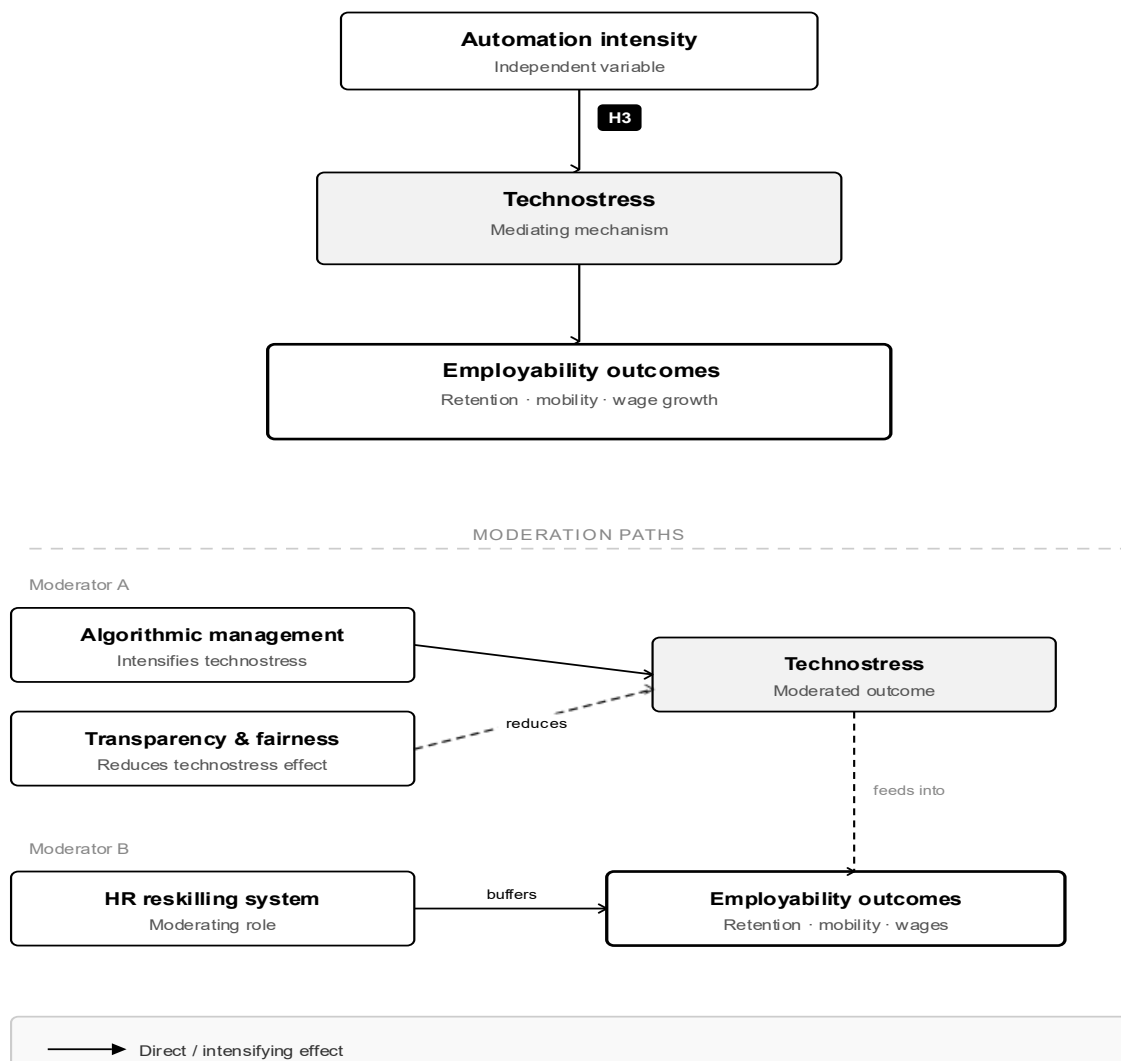 Automation intensity
Independent variable
H3
Technostress
Mediating mechanism
Employability outcomes
Retention · mobility · wage growth
MODERATION PATHS
Moderator A
Algorithmic management
Intensifies technostress
Technostress
Moderated outcome
reduces
Transparency & fairness
Reduces technostress effect
feeds into
Moderator B
HR reskilling system
Moderating role
buffers
Employability outcomes
Retention · mobility · wages
Direct / intensifying effect